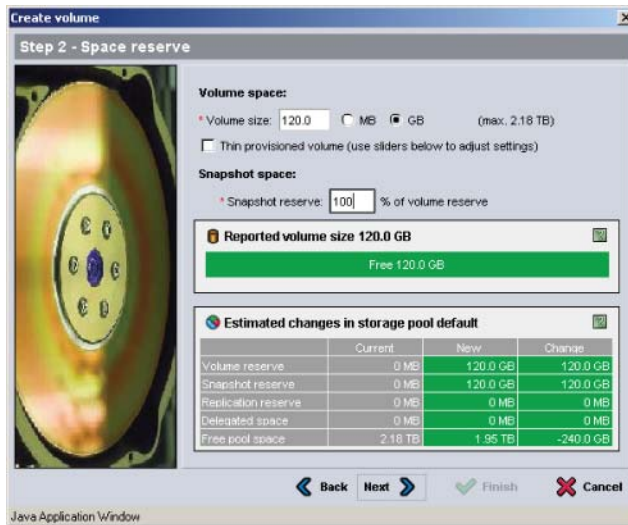 Create volume
Step 2 - Space reserve
Volume space:
* Volume size: 120.0 MB GB (max. 2.18 TB)
Thin provisioned volume (use sliders below to adjust settings)
Snapshot space:
* Snapshot reserve: 100 % of volume reserve
Reported volume size 120.0 GB
Free 120.0 GB
Estimated changes in storage pool default
Current New Change
Volume reserve 0 MB 120.0 GB 120.0 GB
Snapshot reserve 0 MB 120.0 GB 120.0 GB
Replication reserve 0 MB 0 MB 0 MB
Delegated space 0 MB 0 MB 0 MB
Free pool space 2.18 TB 1.95 TB -240.0 GB
Back Next Finish Cancel
Java Application Window